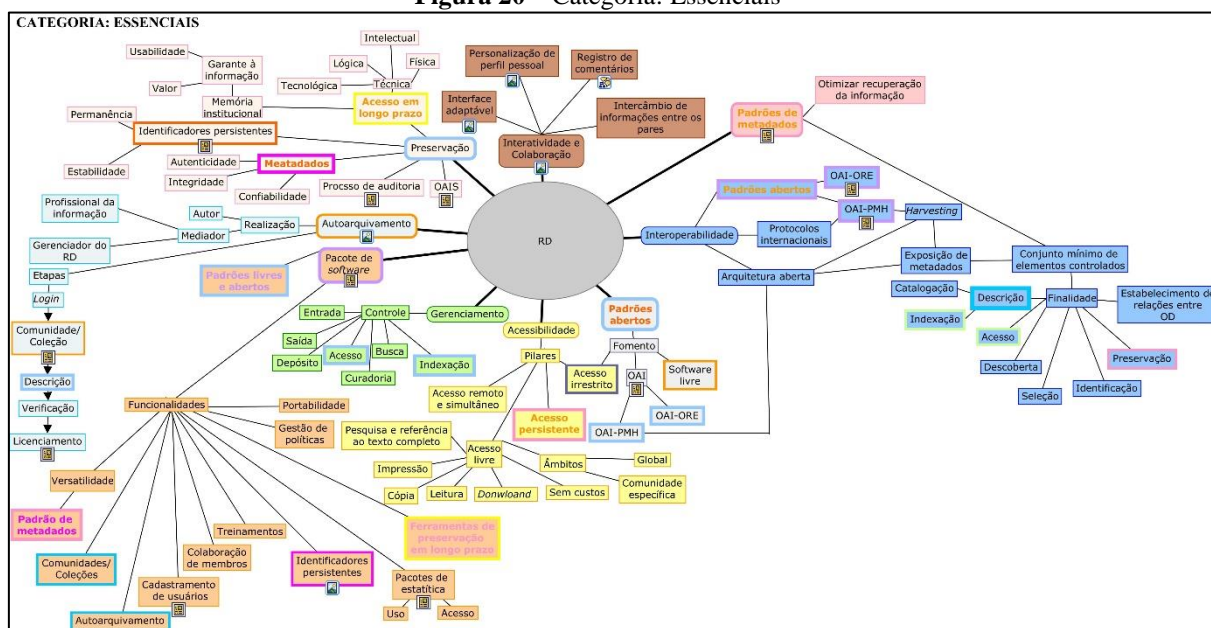 Figura 20 – Categoria: Essenciais
CATEGORIA: ESSENCIAIS
Usabilidade
Garante à
informação
Valor
Memória
institucional
Intelectual
Lógica
Física
Tecnológica
Técnica
Acesso em
longo prazo
Permanência
Identificadores persistentes
Estabilidade
Autenticidade
Meatadados
Integridade
Confiabilidade
Preservação
Procsso de auditoria
OAIS
Personalização de
perfil pessoal
Registro de
comentários
Interface
adaptável
Intercâmbio de
informações entre os
pares
Interatividade e
Colaboração
Padrões de
metadados
Otimizar recuperação
da informação
RD
Profissional da
informação
Autor
Realização
Mediador
Gerenciador do
RD
Autoarquivamento
Etapas
Login
Comunidade/
Coleção
Descrição
Verificação
Licenciamento
Padrões livres
e abertos
Pacote de
software
Interoperabilidade
Padrões abertos
OAI-ORE
OAI-PMH
Protocolos
internacionais
Harvesting
Arquitetura aberta
Exposição de
metadados
Conjunto mínimo de
elementos controlados
Catalogação
Descrição
Indexação
Finalidade
Estabelecimento de
relações entre
OD
Acesso
Descoberta
Seleção
Identificação
Preservação
Entrada
Controle
Gerenciamento
Saída
Depósito
Acesso
Curadoria
Busca
Indexação
Acessibilidade
Pilares
Acesso
irrestrito
Acesso remoto
e simultâneo
Acesso
persistente
Pesquisa e referência
ao texto completo
Acesso
livre
Impressão
Cópia
Leitura
Donwloand
Sem custos
Âmbitos
Global
Comunidade
específica
Padrões
abertos
Fomento
OAI
Software
livre
OAI-ORE
OAI-PMH
Funcionalidades
Portabilidade
Gestão de
políticas
Versatilidade
Padrão de
metadados
Comunidades/
Coleções
Autoarquivamento
Cadastramento
de usuários
Colaboração
de membros
Treinamentos
Identificadores
persistentes
Pacotes de
estatítica
Uso
Acesso
Ferramentas de
preservação
em longo prazo